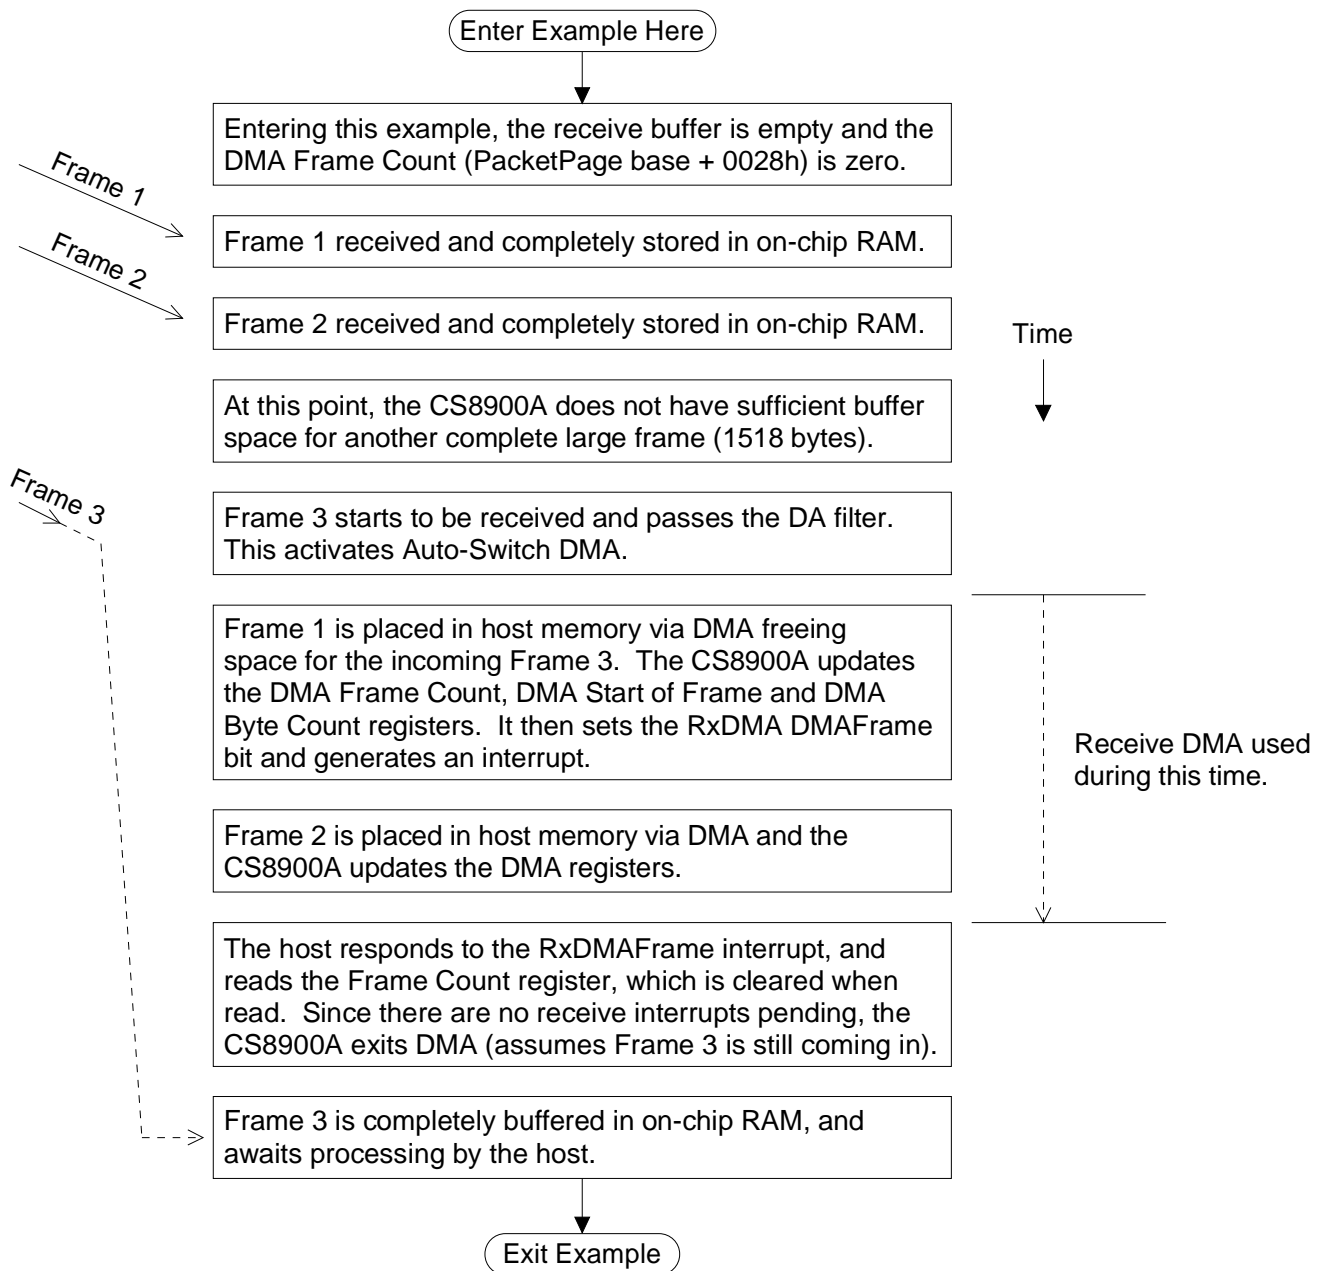 Enter Example Here
Entering this example, the receive buffer is empty and the
DMA Frame Count (PacketPage base + 0028h) is zero.
Frame 1
Frame 1 received and completely stored in on-chip RAM.
Frame 2
Frame 2 received and completely stored in on-chip RAM.
Time
At this point, the CS8900A does not have sufficient buffer
space for another complete large frame (1518 bytes).
Frame 3
Frame 3 starts to be received and passes the DA filter.
This activates Auto-Switch DMA.
Frame 1 is placed in host memory via DMA freeing
space for the incoming Frame 3.  The CS8900A updates
the DMA Frame Count, DMA Start of Frame and DMA
Byte Count registers.  It then sets the RxDMA DMAFrame
bit and generates an interrupt.
Receive DMA used
during this time.
Frame 2 is placed in host memory via DMA and the
CS8900A updates the DMA registers.
The host responds to the RxDMAFrame interrupt, and
reads the Frame Count register, which is cleared when
read.  Since there are no receive interrupts pending, the
CS8900A exits DMA (assumes Frame 3 is still coming in).
Frame 3 is completely buffered in on-chip RAM, and
awaits processing by the host.
Exit Example